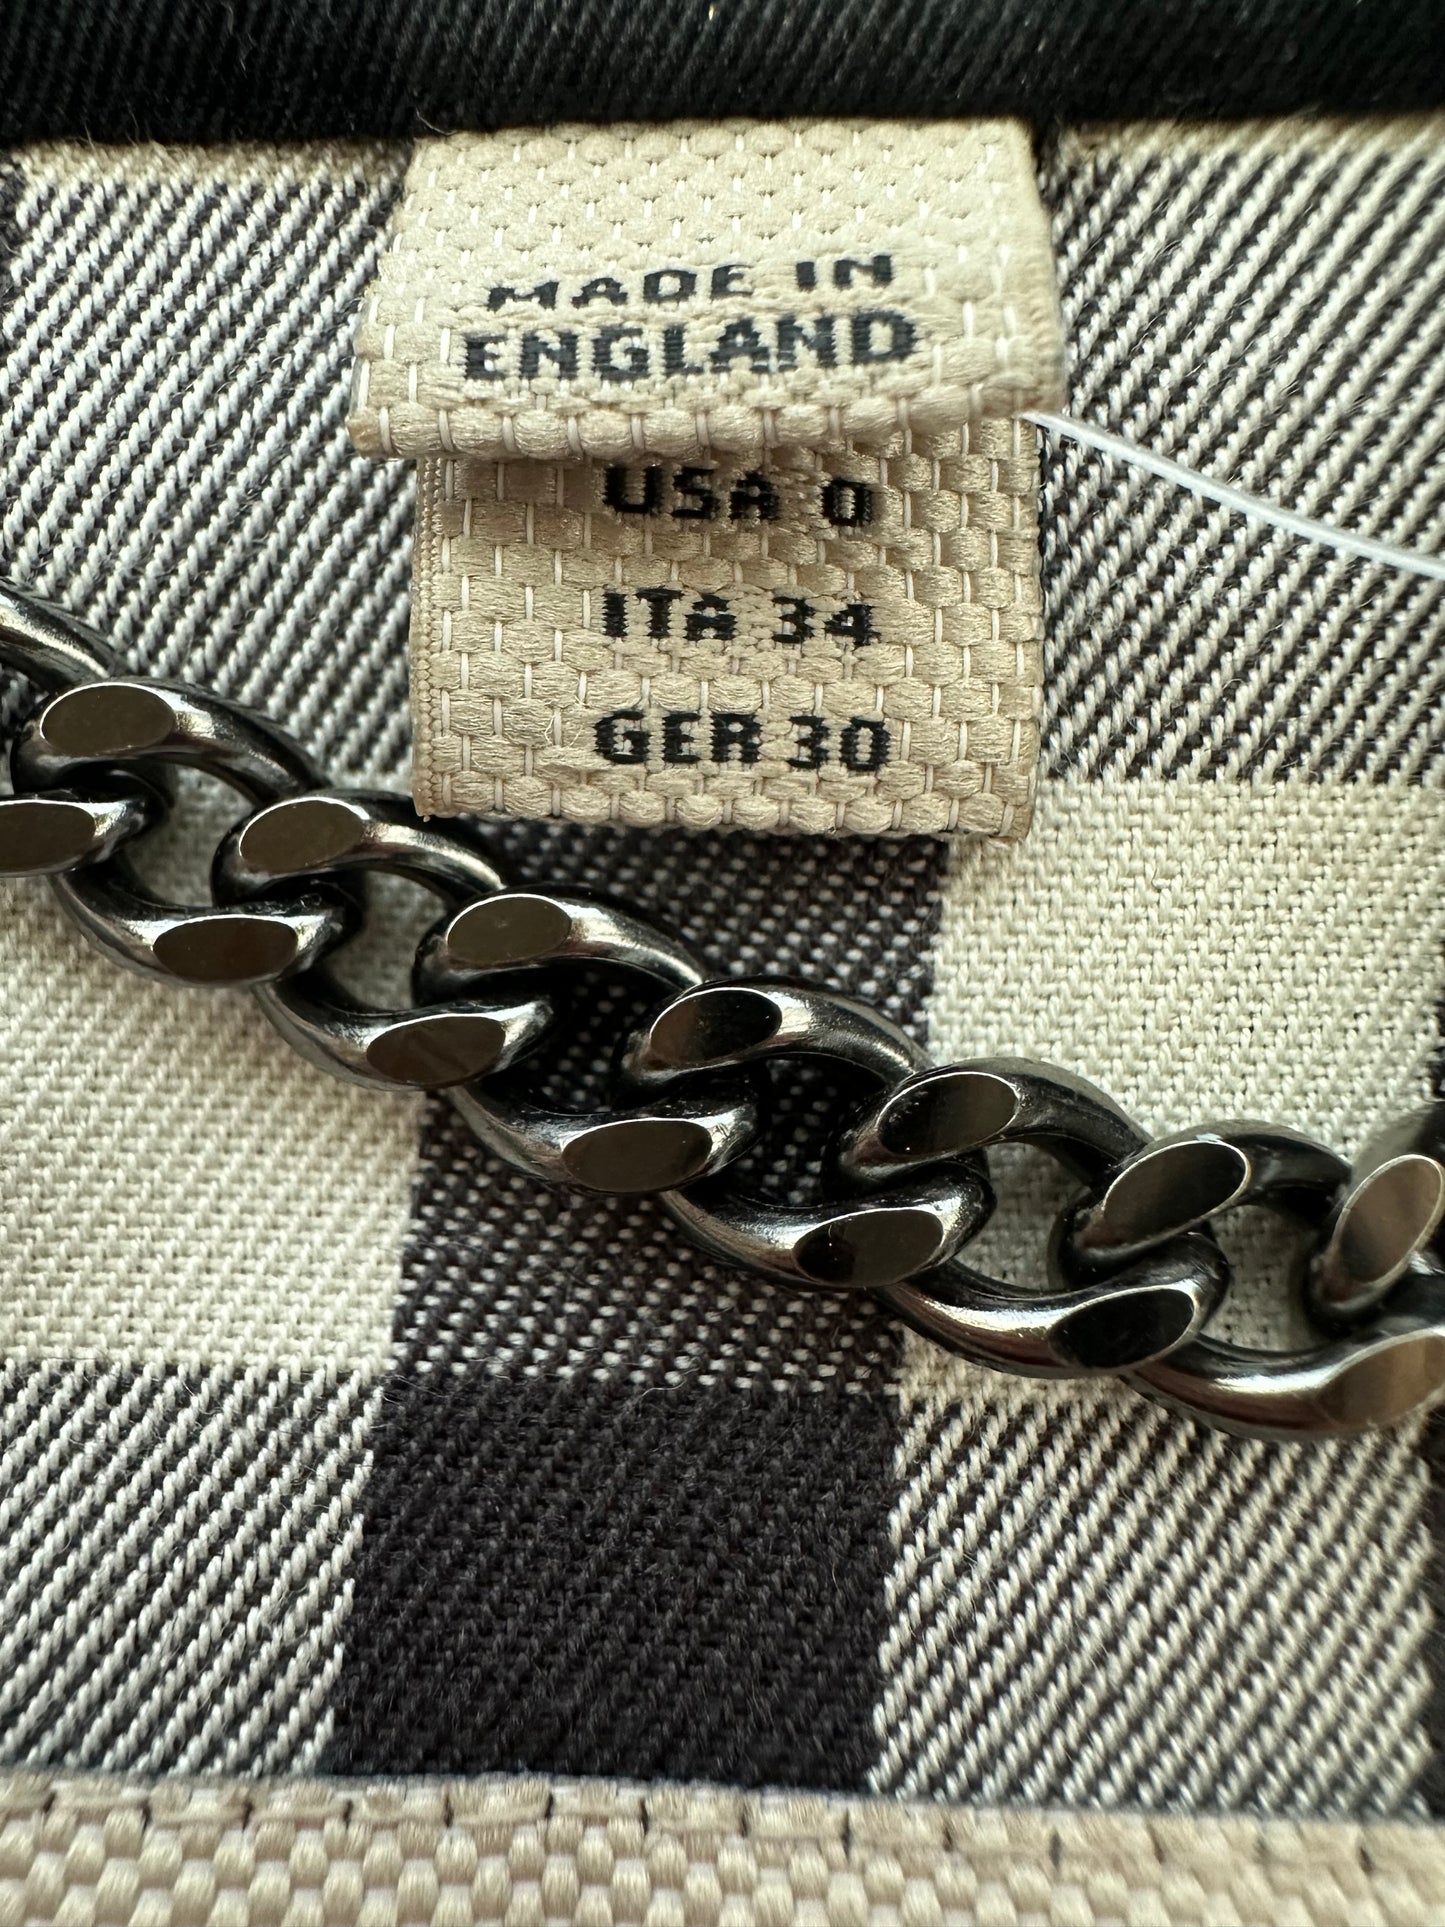 MADE IN
ENGLAND
USA 0
ITA 34
GER 30